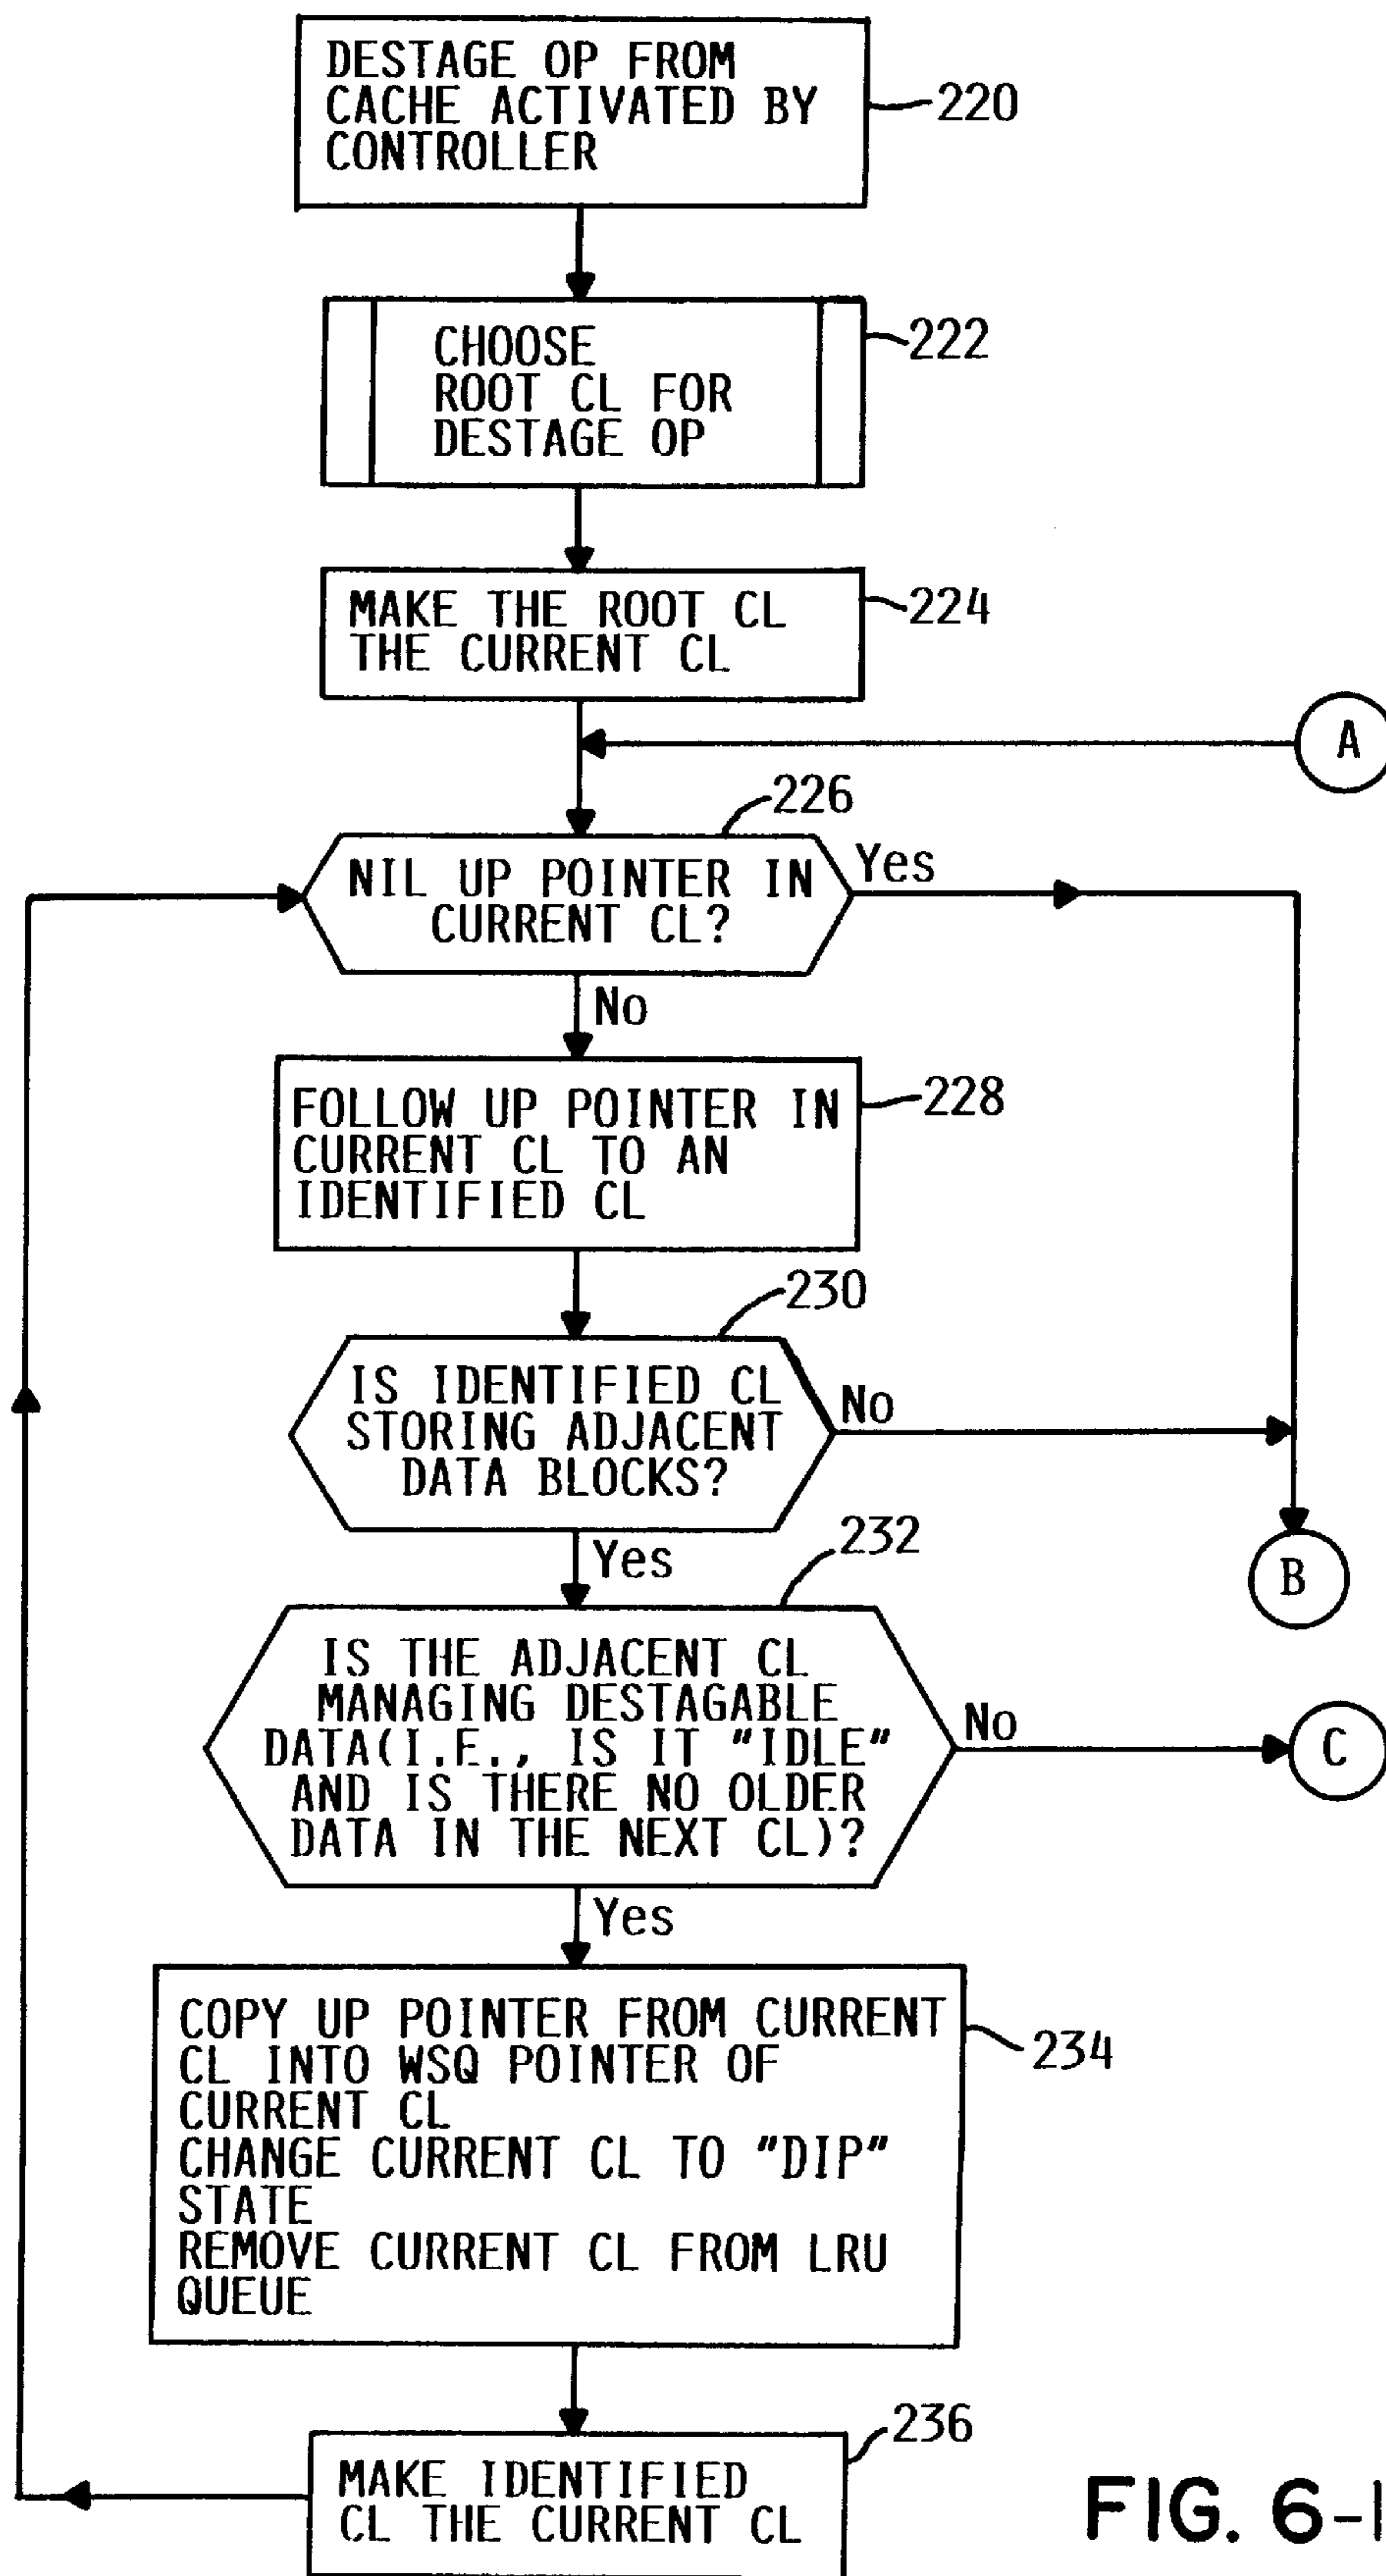 DESTAGE OP FROM
CACHE ACTIVATED BY
CONTROLLER
220
CHOOSE
ROOT CL FOR
DESTAGE OP
222
MAKE THE ROOT CL
THE CURRENT CL
224
A
226
NIL UP POINTER IN
CURRENT CL?
Yes
No
FOLLOW UP POINTER IN
CURRENT CL TO AN
IDENTIFIED CL
228
230
IS IDENTIFIED CL
STORING ADJACENT
DATA BLOCKS?
No
Yes
B
232
IS THE ADJACENT CL
MANAGING DESTAGABLE
DATA(I.E., IS IT "IDLE"
AND IS THERE NO OLDER
DATA IN THE NEXT CL)?
No
C
Yes
COPY UP POINTER FROM CURRENT
CL INTO WSQ POINTER OF
CURRENT CL
CHANGE CURRENT CL TO "DIP"
STATE
REMOVE CURRENT CL FROM LRU
QUEUE
234
236
MAKE IDENTIFIED
CL THE CURRENT CL
FIG. 6-1